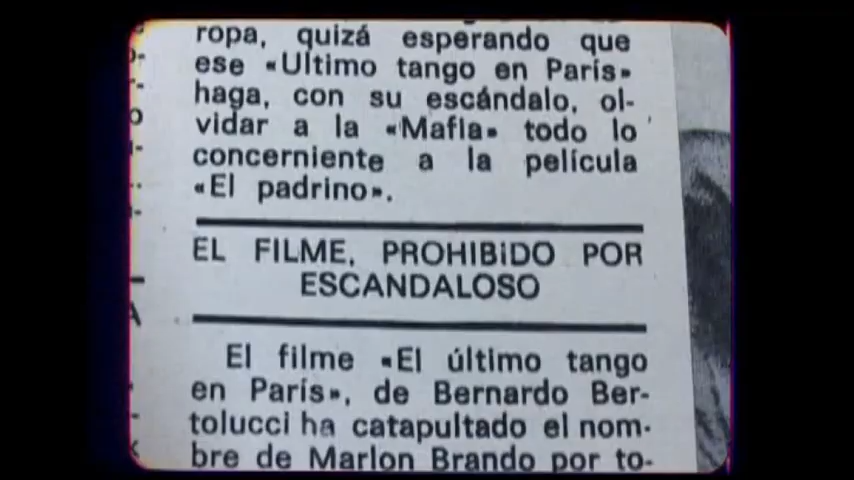 ropa, quizá esperando que
ese «Ultimo tango en París»
haga, con su escándalo, ol-
vidar a la «Mafia» todo lo
concerniente a la película
«El padrino».
EL FILME, PROHIBIDO POR
ESCANDALOSO
El filme «El último tango
en París», de Bernardo Ber-
tolucci ha catapultado el nom-
bre de Marlon Brando por to-